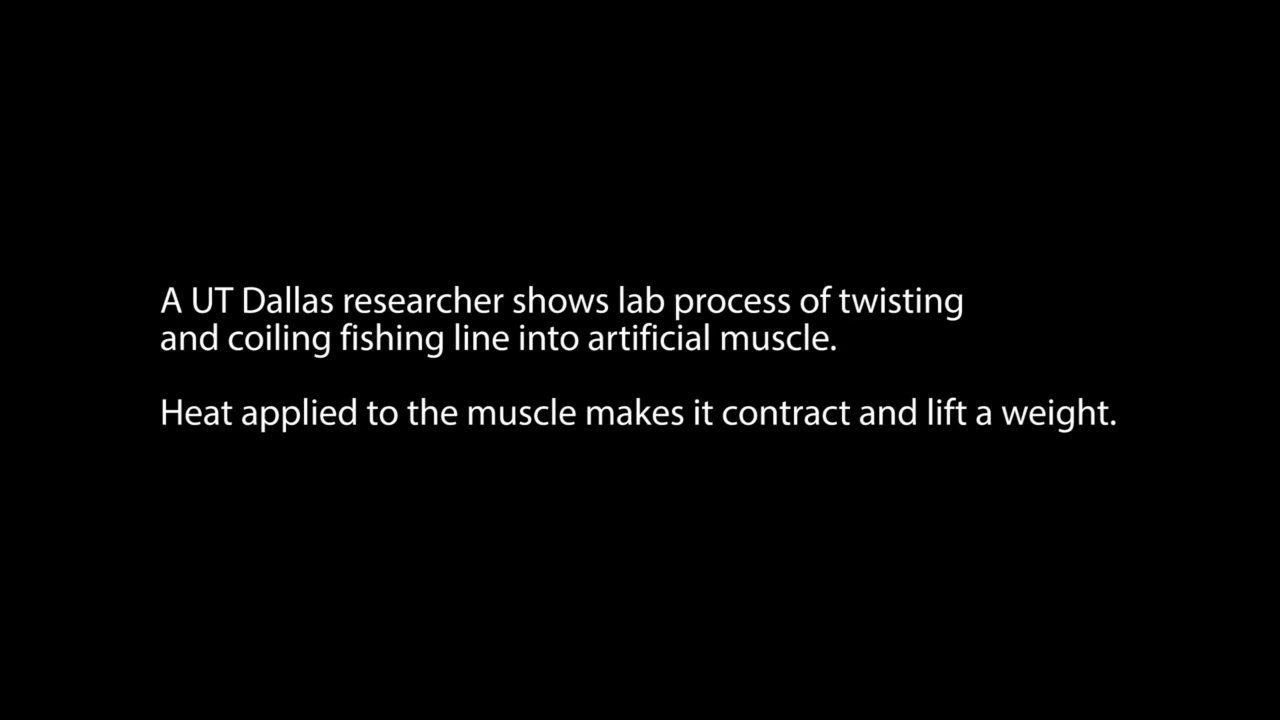 A UT Dallas researcher shows lab process of twisting
and coiling fishing line into artificial muscle.
Heat applied to the muscle makes it contract and lift a weight.